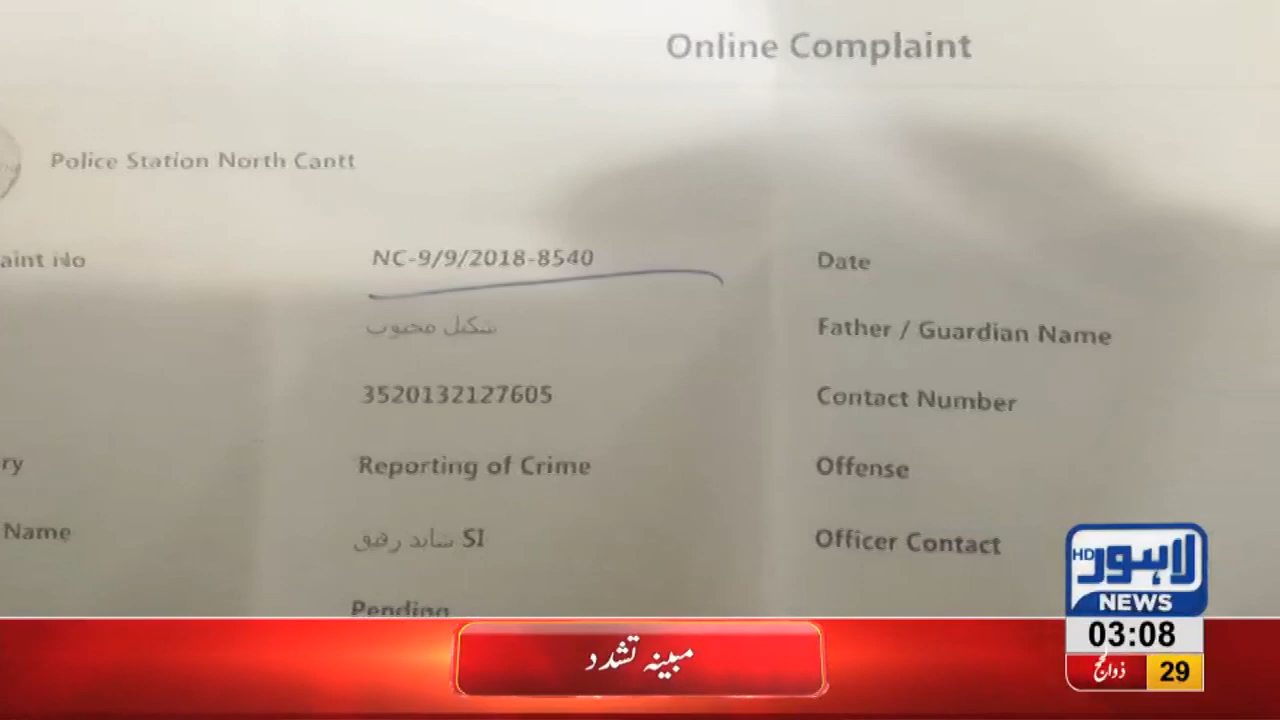 Online Complaint
Police Station North Cantt
aint No NC-9/9/2018-8540 Date
شکیل محبوب Father / Guardian Name
3520132127605 Contact Number
ry Reporting of Crime Offense
Name شاہد رفیق SI Officer Contact
Pending
HD لاہور
NEWS
03:08
ذوالحج 29
مبینہ تشدد